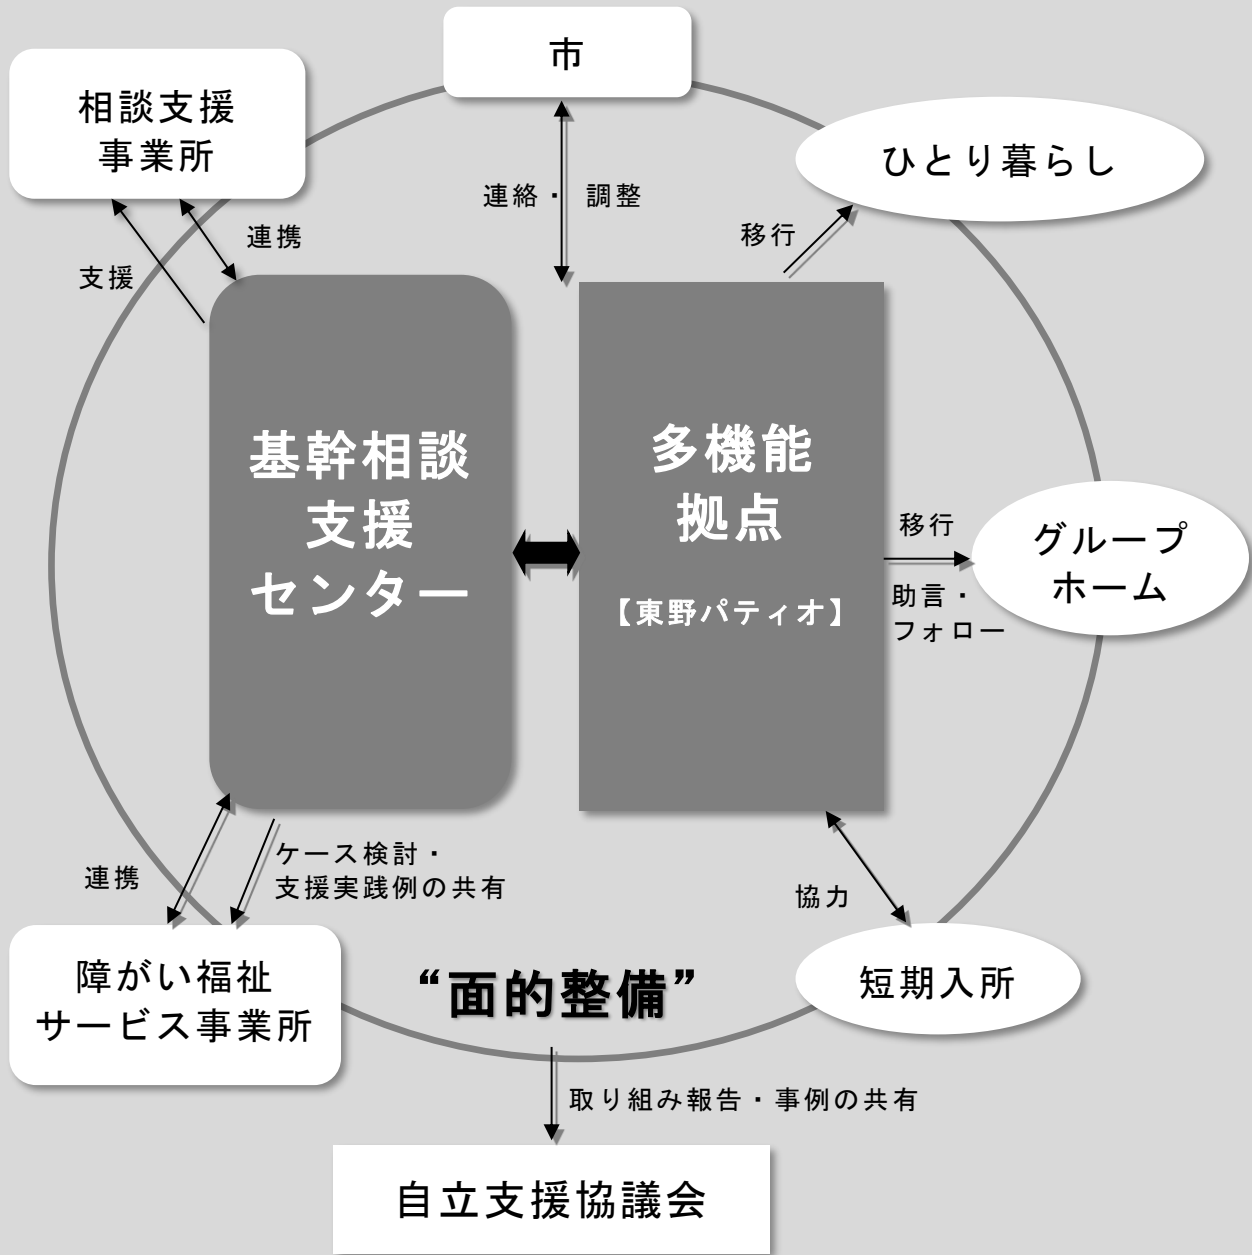 市
相談支援
事業所
ひとり暮らし
連絡・調整
連携
移行
支援
基幹相談
支援
センター
多機能
拠点
【東野パティオ】
移行
グループ
ホーム
助言・
フォロー
連携
ケース検討・
支援実践例の共有
協力
障がい福祉
サービス事業所
“面的整備”
短期入所
取り組み報告・事例の共有
自立支援協議会